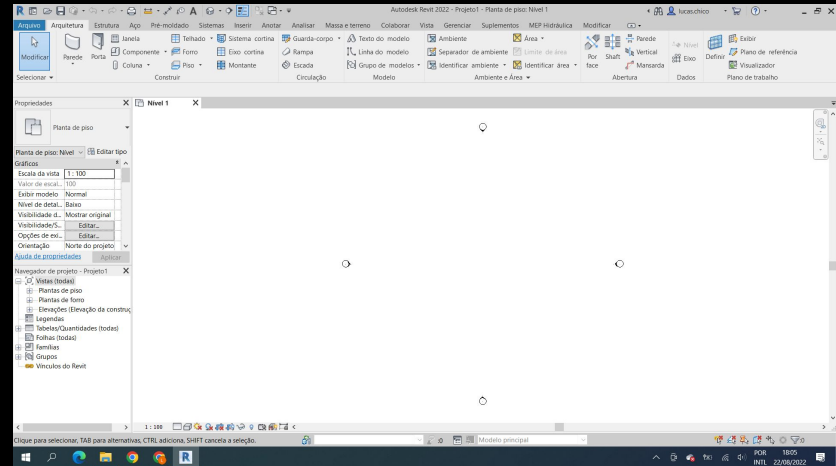 Autodesk Revit 2022 - Projeto1 - Planta de piso: Nível 1
lucaschico
Arquivo Arquitetura Estrutura Aço Pré-moldado Sistemas Inserir Anotar Analisar Massa e terreno Colaborar Vista Gerenciar Suplementos MEP Hidráulica Modificar
Janela Telhado Sistema cortina Guarda-corpo Texto do modelo Ambiente Área Parede Nível Exibir
Modificar Parede Porta Componente Forro Eixo cortina Rampa Linha do modelo Separador de ambiente Limite de área Por face Shaft Vertical Eixo Definir Plano de referência
Coluna Piso Montante Escada Grupo de modelos Identificar ambiente Identificar área Mansarda Visualizador
Selecionar Construir Circulação Modelo Ambiente e Área Abertura Dados Plano de trabalho
Propriedades X Nível 1 X
Planta de piso
Planta de piso: Nível Editar tipo
Gráficos
Escala da vista 1 : 100
Valor de escal... 100
Exibir modelo Normal
Nível de detal... Baixo
Visibilidade d... Mostrar original
Visibilidade/S... Editar...
Opções de exi... Editar...
Orientação Norte do projeto
Ajuda de propriedades Aplicar
Navegador de projeto - Projeto1 X
Vistas (todas)
Plantas de piso
Plantas de forro
Elevações (Elevação da construç
Legendas
Tabelas/Quantidades (todas)
Folhas (todas)
Famílias
Grupos
Vínculos do Revit
1 : 100
Clique para selecionar, TAB para alternativas, CTRL adiciona, SHIFT cancela a seleção. :0 Modelo principal :0
POR 18:05
INTL 22/08/2022